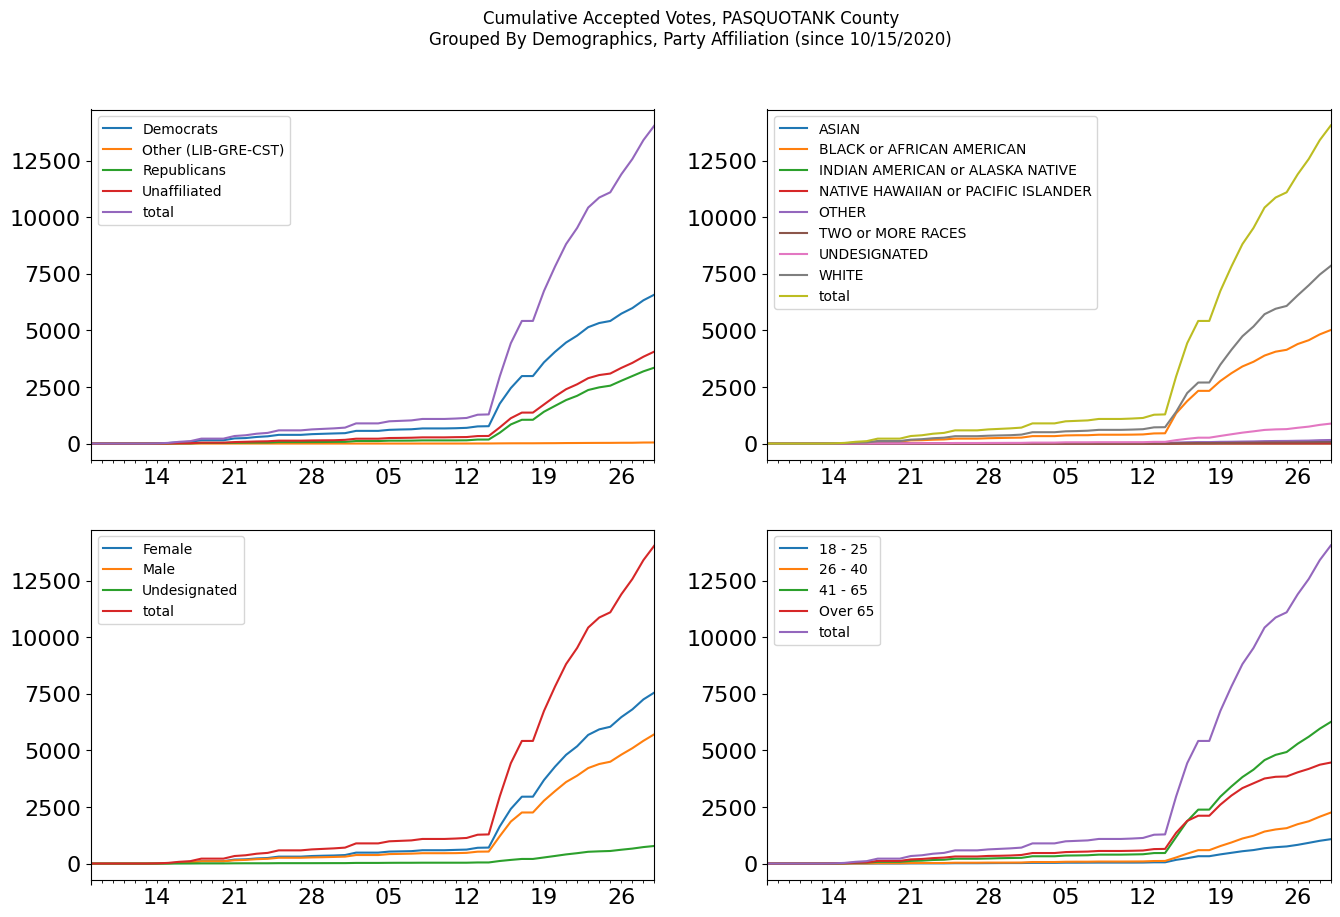 Cumulative Accepted Votes, PASQUOTANK County
Grouped By Demographics, Party Affiliation (since 10/15/2020)
Democrats
Other (LIB-GRE-CST)
Republicans
Unaffiliated
total
12500
10000
7500
5000
2500
0
14 21 28 05 12 19 26
ASIAN
BLACK or AFRICAN AMERICAN
INDIAN AMERICAN or ALASKA NATIVE
NATIVE HAWAIIAN or PACIFIC ISLANDER
OTHER
TWO or MORE RACES
UNDESIGNATED
WHITE
total
12500
10000
7500
5000
2500
0
14 21 28 05 12 19 26
Female
Male
Undesignated
total
12500
10000
7500
5000
2500
0
14 21 28 05 12 19 26
18 - 25
26 - 40
41 - 65
Over 65
total
12500
10000
7500
5000
2500
0
14 21 28 05 12 19 26